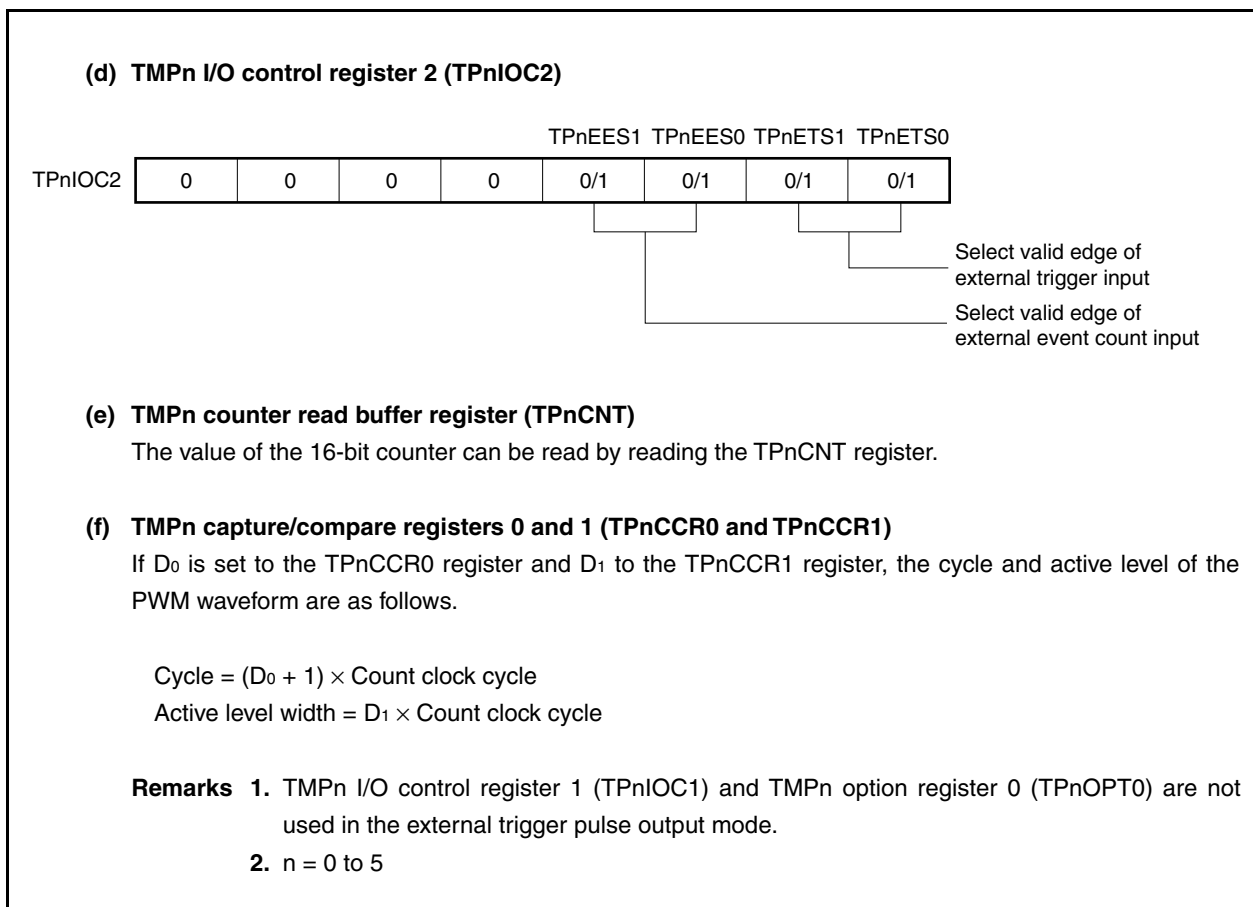 (d) TMPn I/O control register 2 (TPnIOC2)
TPnEES1 TPnEES0 TPnETS1 TPnETS0
TPnIOC2 0 0 0 0 0/1 0/1 0/1 0/1
Select valid edge of
external trigger input
Select valid edge of
external event count input
(e) TMPn counter read buffer register (TPnCNT)
The value of the 16-bit counter can be read by reading the TPnCNT register.
(f) TMPn capture/compare registers 0 and 1 (TPnCCR0 and TPnCCR1)
If D0 is set to the TPnCCR0 register and D1 to the TPnCCR1 register, the cycle and active level of the
PWM waveform are as follows.
Cycle = (D0 + 1) × Count clock cycle
Active level width = D1 × Count clock cycle
Remarks 1. TMPn I/O control register 1 (TPnIOC1) and TMPn option register 0 (TPnOPT0) are not
used in the external trigger pulse output mode.
2. n = 0 to 5